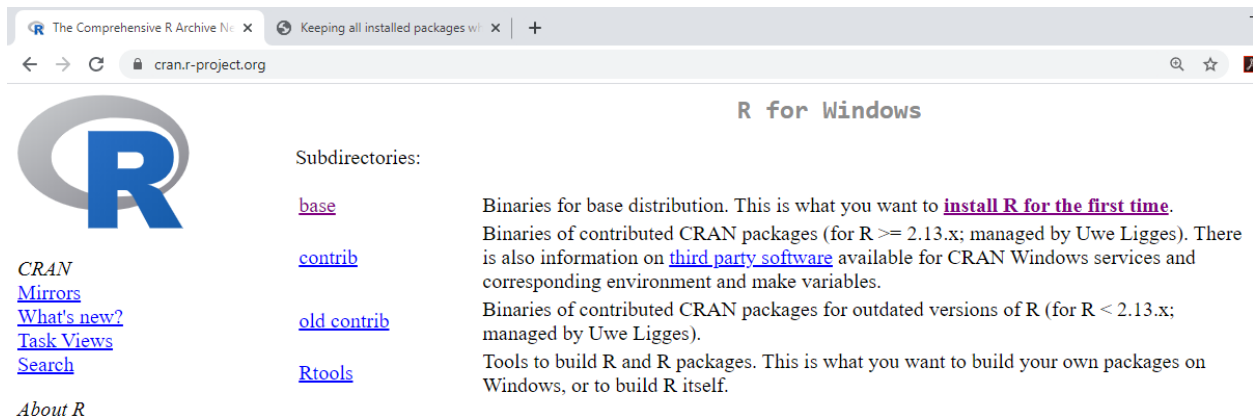 The Comprehensive R Archive Ne
Keeping all installed packages wh
cran.r-project.org
R
R for Windows
Subdirectories:
base
Binaries for base distribution. This is what you want to install R for the first time.
contrib
Binaries of contributed CRAN packages (for R >= 2.13.x; managed by Uwe Ligges). There
is also information on third party software available for CRAN Windows services and
corresponding environment and make variables.
old contrib
Binaries of contributed CRAN packages for outdated versions of R (for R < 2.13.x;
managed by Uwe Ligges).
Rtools
Tools to build R and R packages. This is what you want to build your own packages on
Windows, or to build R itself.
CRAN
Mirrors
What's new?
Task Views
Search
About R